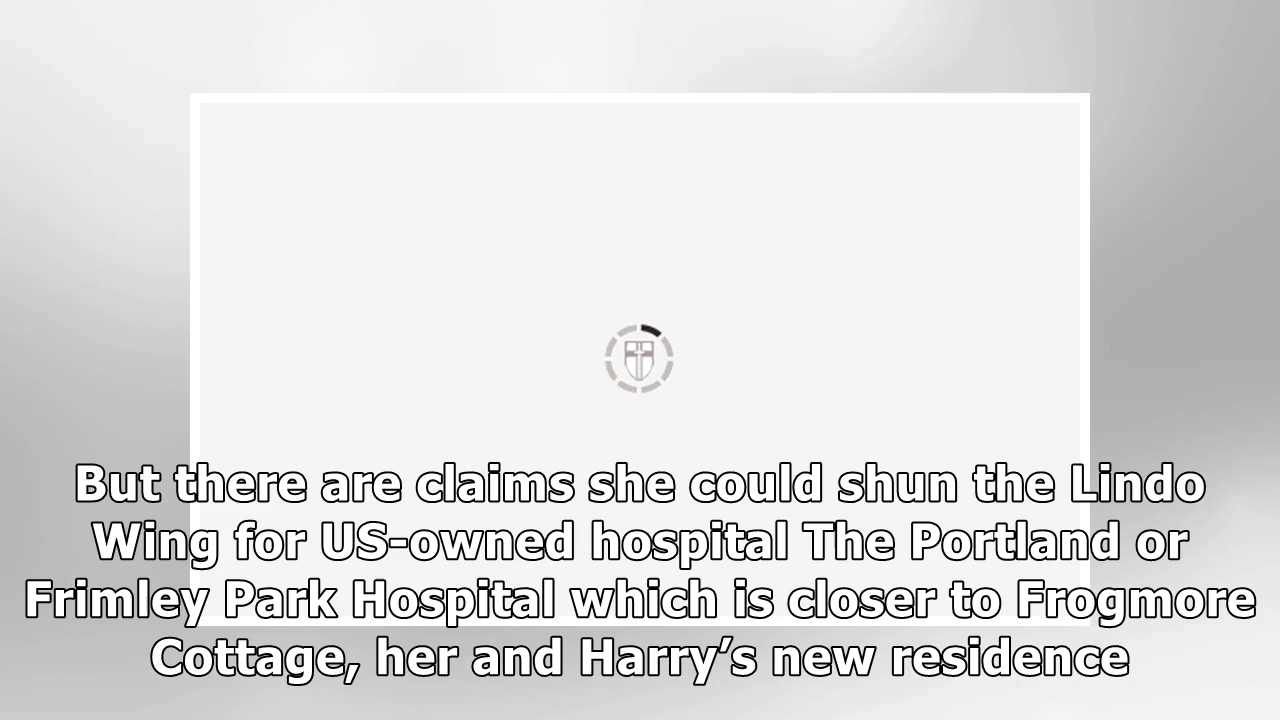 But there are claims she could shun the Lindo
Wing for US-owned hospital The Portland or
Frimley Park Hospital which is closer to Frogmore
Cottage, her and Harry’s new residence